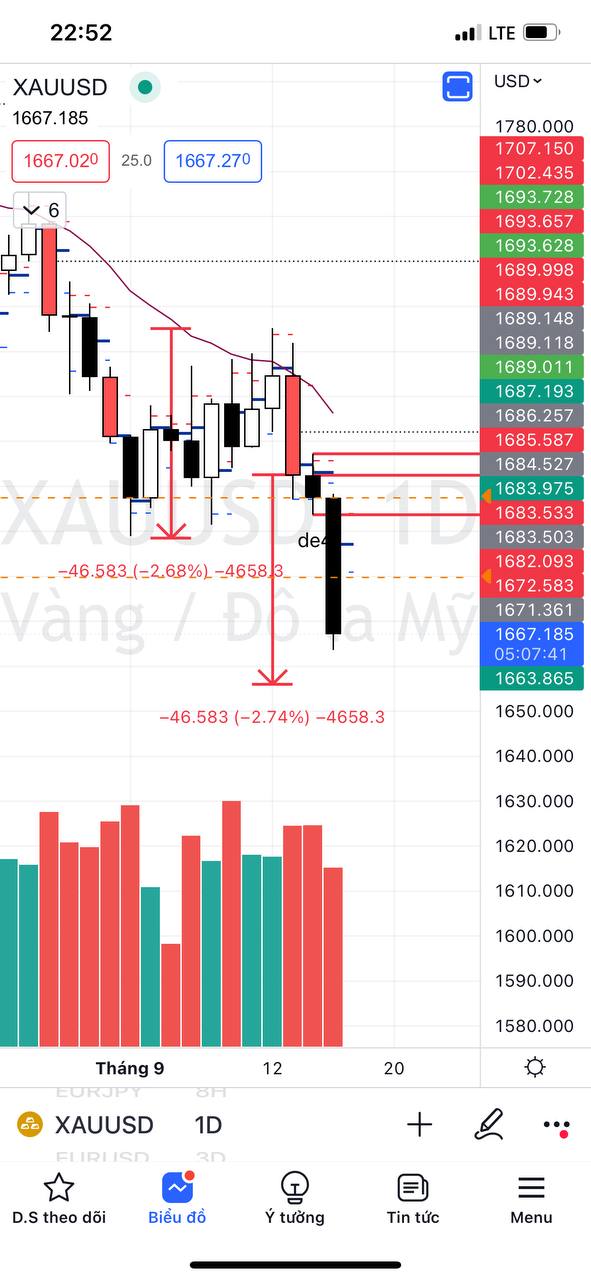 22:52
LTE
XAUUSD
USD
1667.185
1780.000
1667.020
25.0
1667.270
1707.150
1702.435
6
1693.728
1693.657
1693.628
1689.998
1689.943
1689.148
1689.118
1689.011
1687.193
1686.257
1685.587
1684.527
1683.975
1683.533
1683.503
1682.093
1672.583
1671.361
1667.185
05:07:41
1663.865
XAUUSD 1D
Vàng / Đô la Mỹ
−46.583 (−2.68%) −4658.3
−46.583 (−2.74%) −4658.3
1650.000
1640.000
1630.000
1620.000
1610.000
1600.000
1590.000
1580.000
Tháng 9
12
20
EURJPY 8H
XAUUSD 1D
EURUSD 3D
D.S theo dõi
Biểu đồ
Ý tưởng
Tin tức
Menu